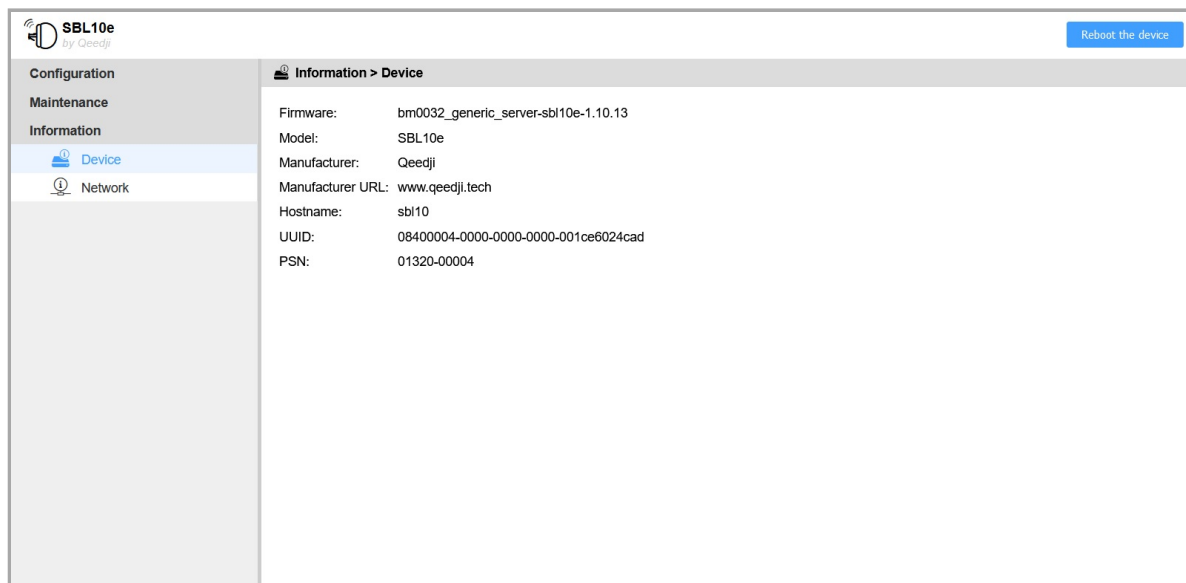 SBL10e
by Qeedji
Reboot the device
Configuration
Maintenance
Information
Device
Network
Information > Device
Firmware: bm0032_generic_server-sbl10e-1.10.13
Model: SBL10e
Manufacturer: Qeedji
Manufacturer URL: www.qeedji.tech
Hostname: sbl10
UUID: 08400004-0000-0000-0000-001ce6024cad
PSN: 01320-00004